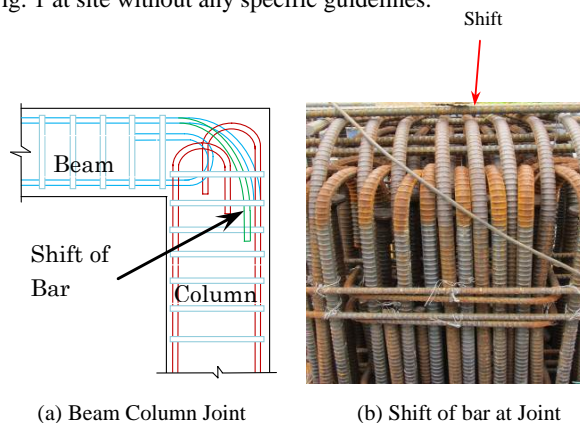 ng. 1 at site without any specific guidelines.
Shift
Beam
Shift of
Bar
Column
(a) Beam Column Joint
(b) Shift of bar at Joint